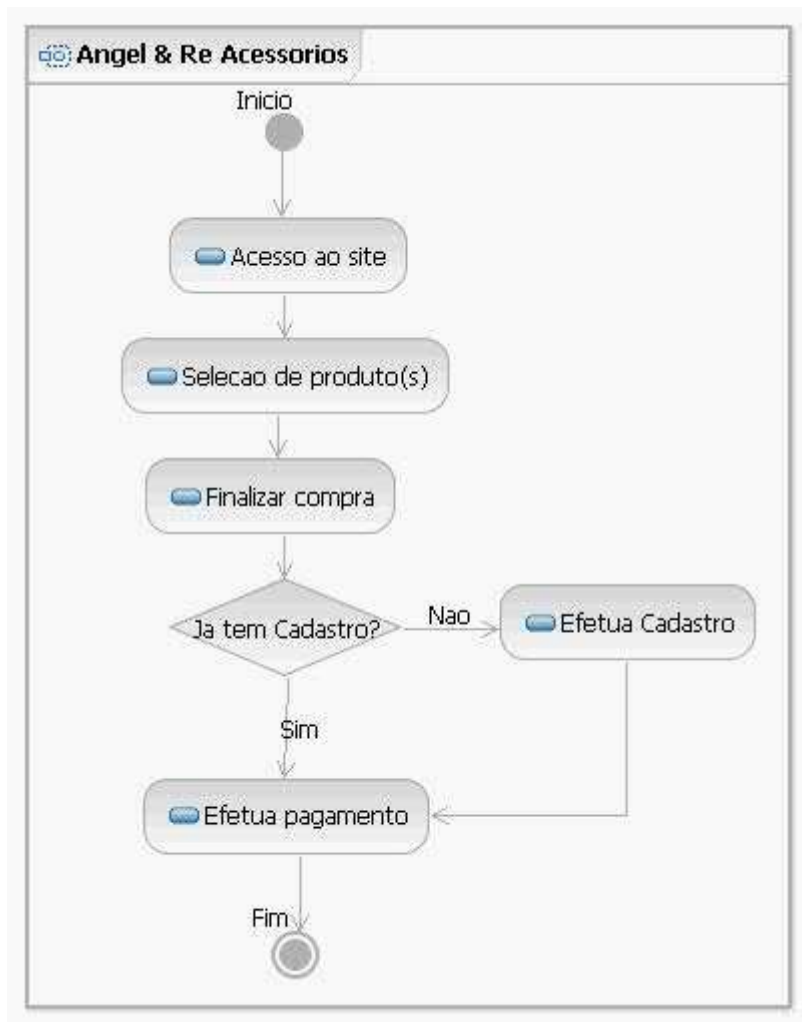 Angel & Re Acessorios
Inicio
Acesso ao site
Selecao de produto(s)
Finalizar compra
Ja tem Cadastro?
Nao
Efetua Cadastro
Sim
Efetua pagamento
Fim